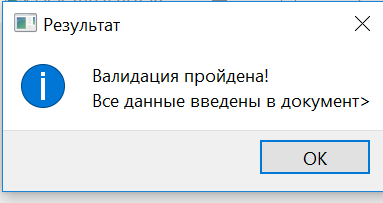 Результат
Валидация пройдена!
Все данные введены в документ>
OK